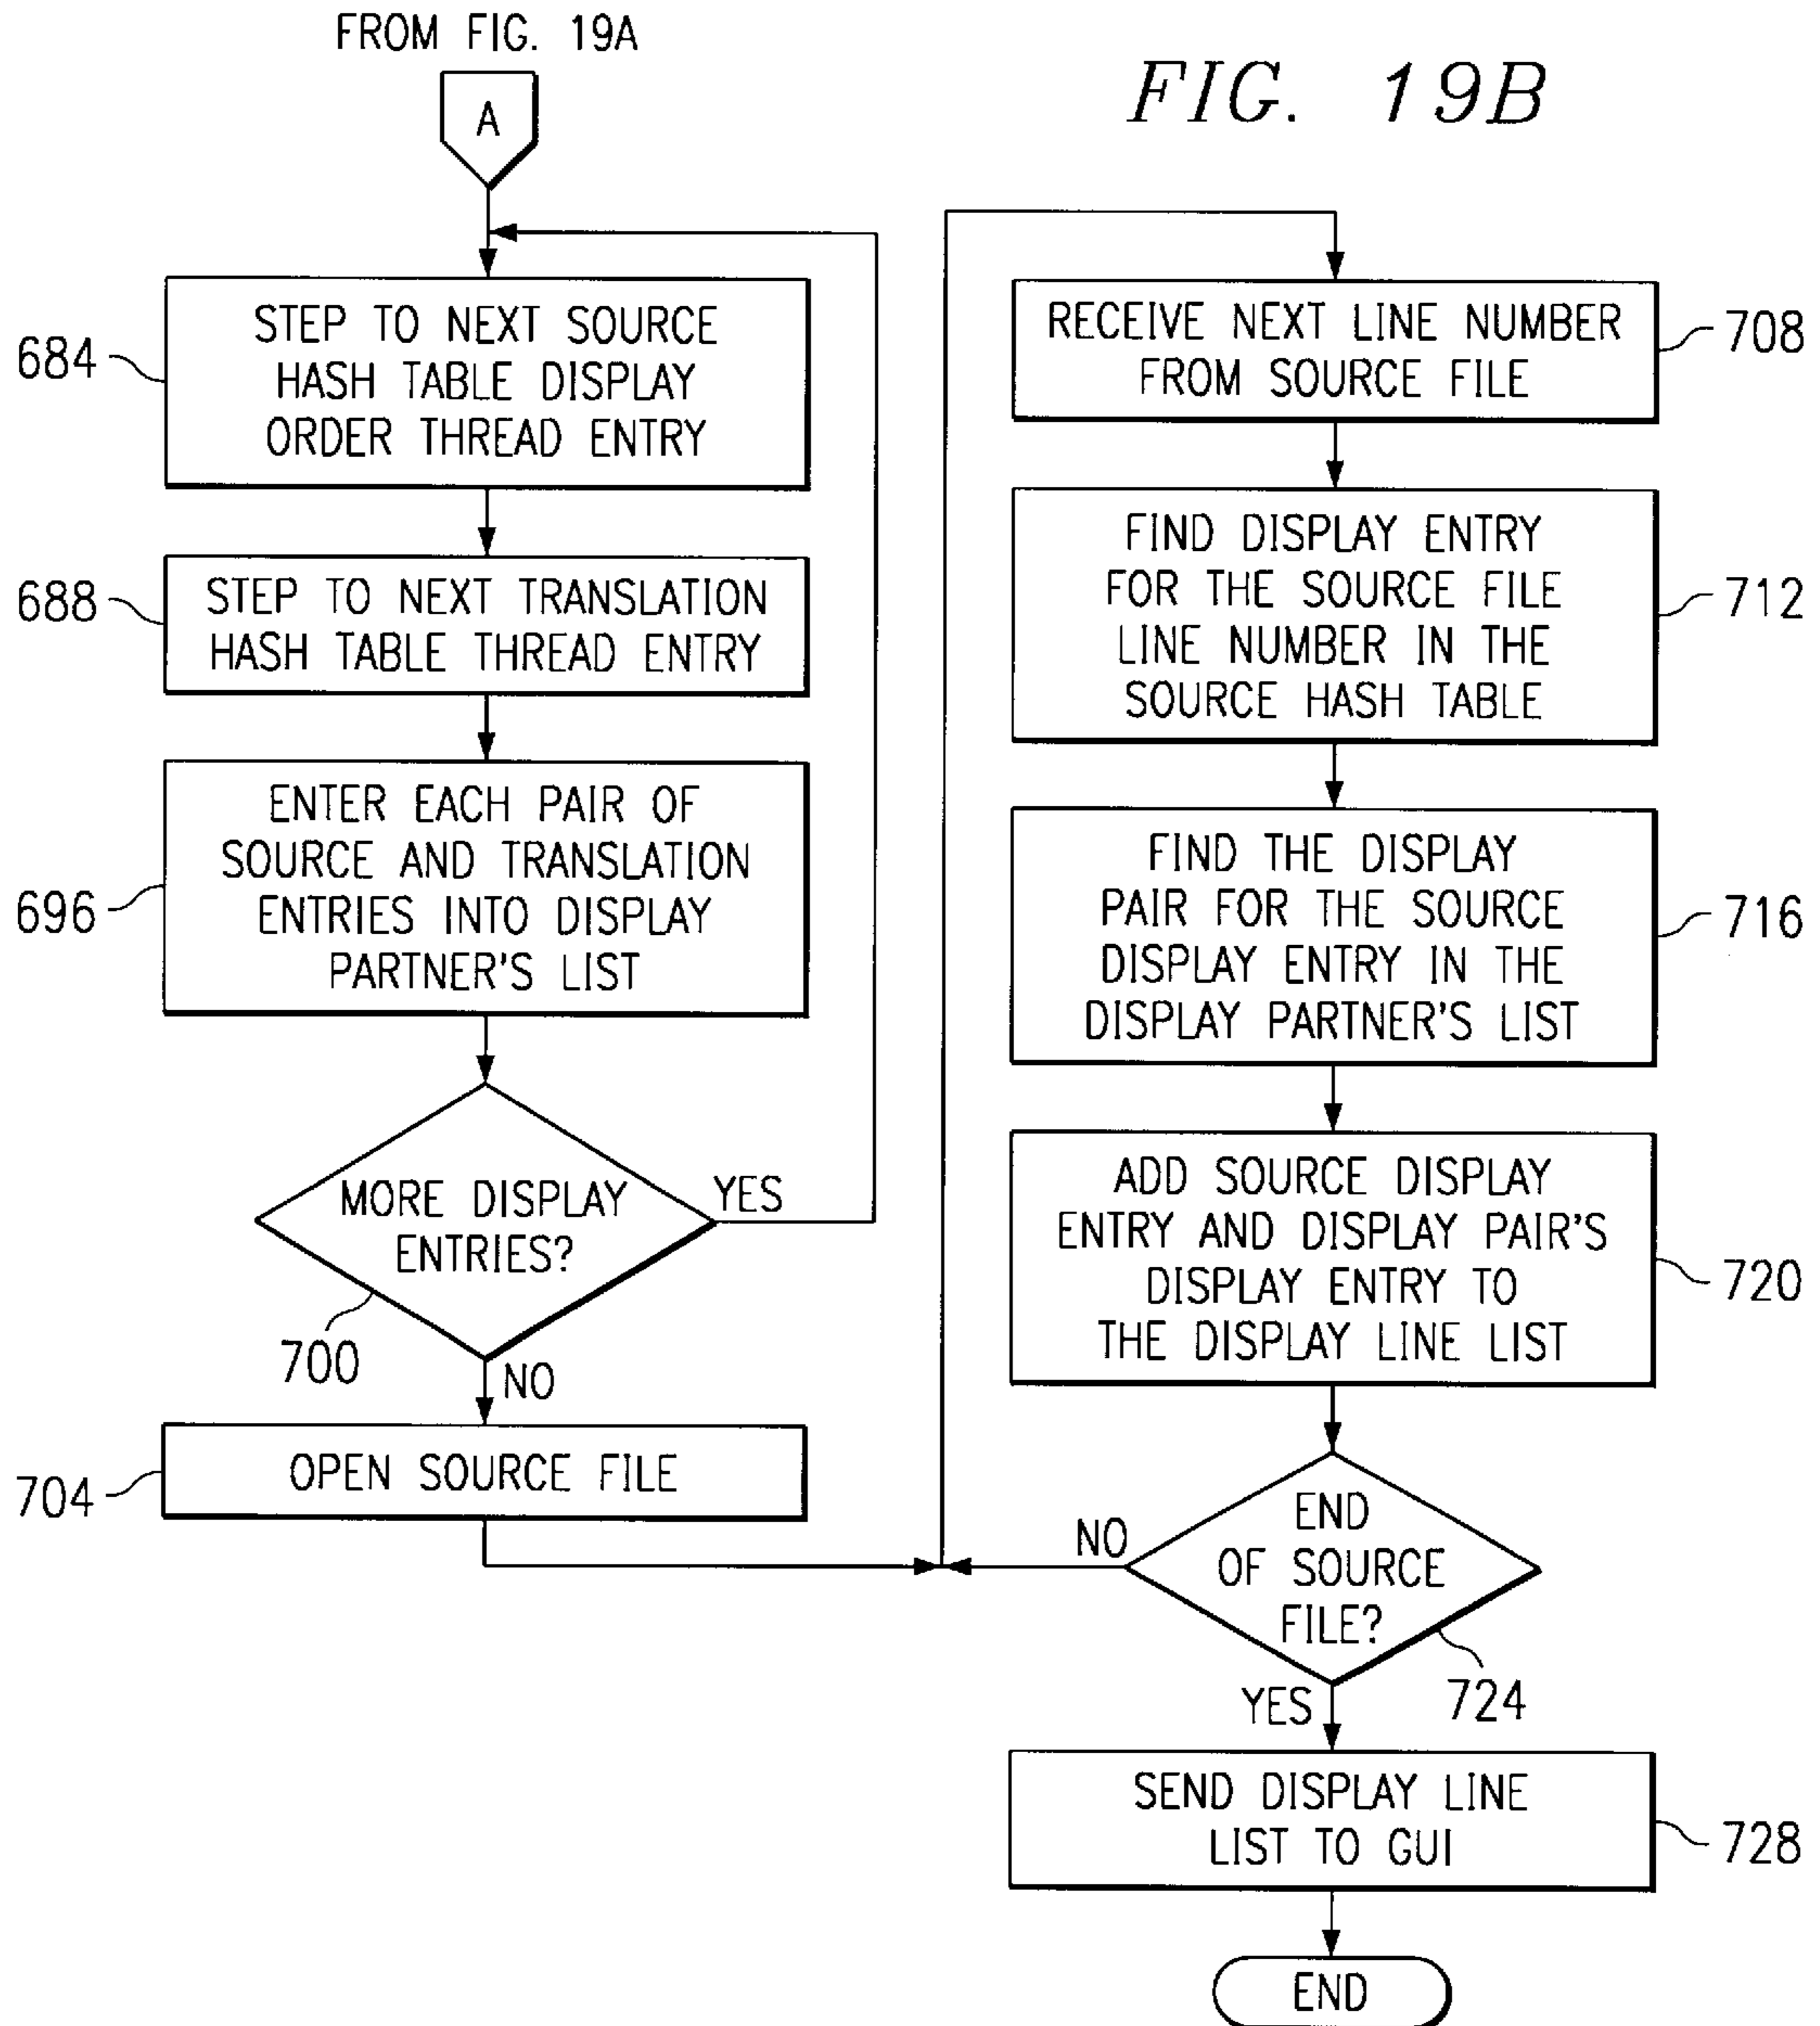 FROM FIG. 19A
FIG. 19B
A
684
STEP TO NEXT SOURCE
HASH TABLE DISPLAY
ORDER THREAD ENTRY
688
STEP TO NEXT TRANSLATION
HASH TABLE THREAD ENTRY
696
ENTER EACH PAIR OF
SOURCE AND TRANSLATION
ENTRIES INTO DISPLAY
PARTNER'S LIST
MORE DISPLAY
ENTRIES?
YES
700
NO
704
OPEN SOURCE FILE
RECEIVE NEXT LINE NUMBER
FROM SOURCE FILE
708
FIND DISPLAY ENTRY
FOR THE SOURCE FILE
LINE NUMBER IN THE
SOURCE HASH TABLE
712
FIND THE DISPLAY
PAIR FOR THE SOURCE
DISPLAY ENTRY IN THE
DISPLAY PARTNER'S LIST
716
ADD SOURCE DISPLAY
ENTRY AND DISPLAY PAIR'S
DISPLAY ENTRY TO
THE DISPLAY LINE LIST
720
NO
END
OF SOURCE
FILE?
724
YES
SEND DISPLAY LINE
LIST TO GUI
728
END